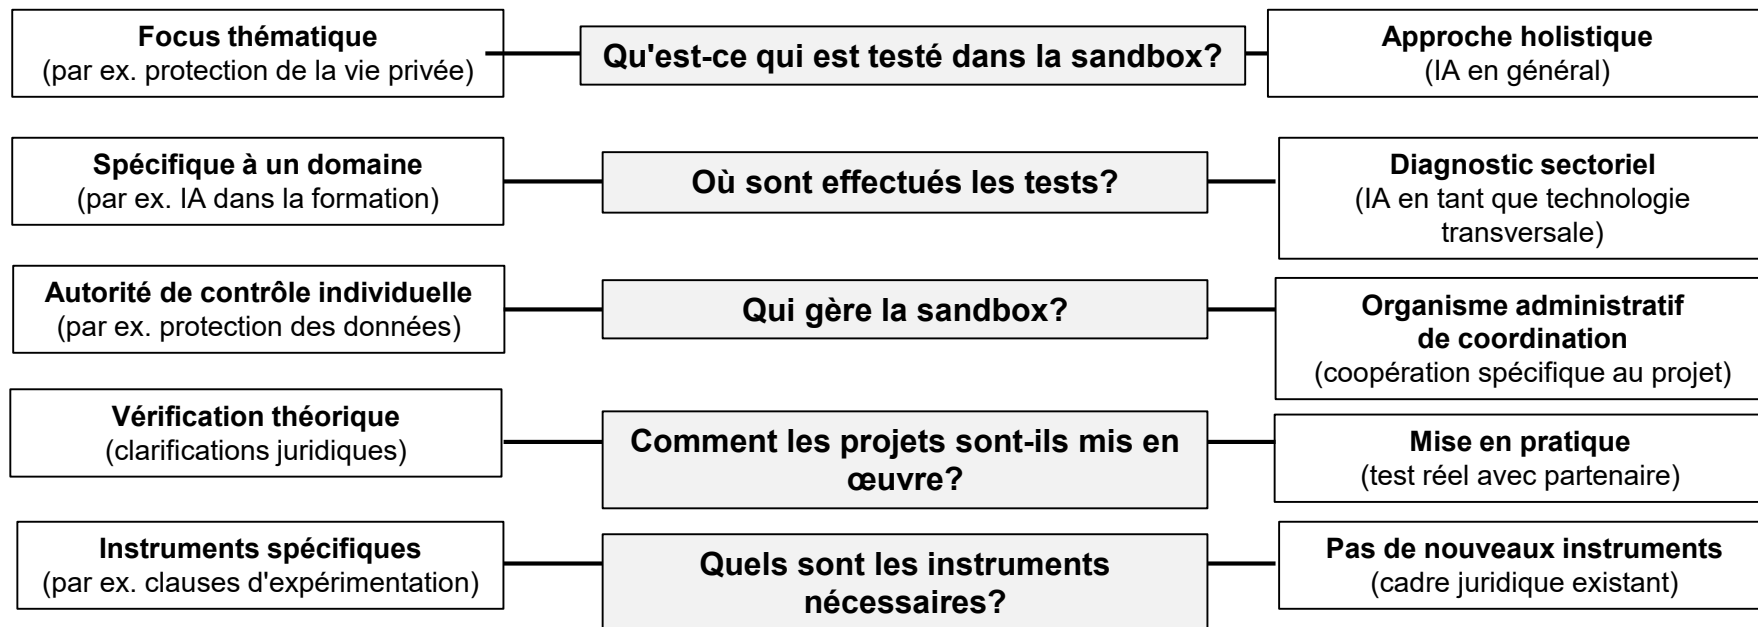 Focus thématique
(par ex. protection de la vie privée)
Qu'est-ce qui est testé dans la sandbox?
Approche holistique
(IA en général)
Spécifique à un domaine
(par ex. IA dans la formation)
Où sont effectués les tests?
Diagnostic sectoriel
(IA en tant que technologie
transversale)
Autorité de contrôle individuelle
(par ex. protection des données)
Qui gère la sandbox?
Organisme administratif
de coordination
(coopération spécifique au projet)
Vérification théorique
(clarifications juridiques)
Comment les projets sont-ils mis en
œuvre?
Mise en pratique
(test réel avec partenaire)
Instruments spécifiques
(par ex. clauses d'expérimentation)
Quels sont les instruments
nécessaires?
Pas de nouveaux instruments
(cadre juridique existant)